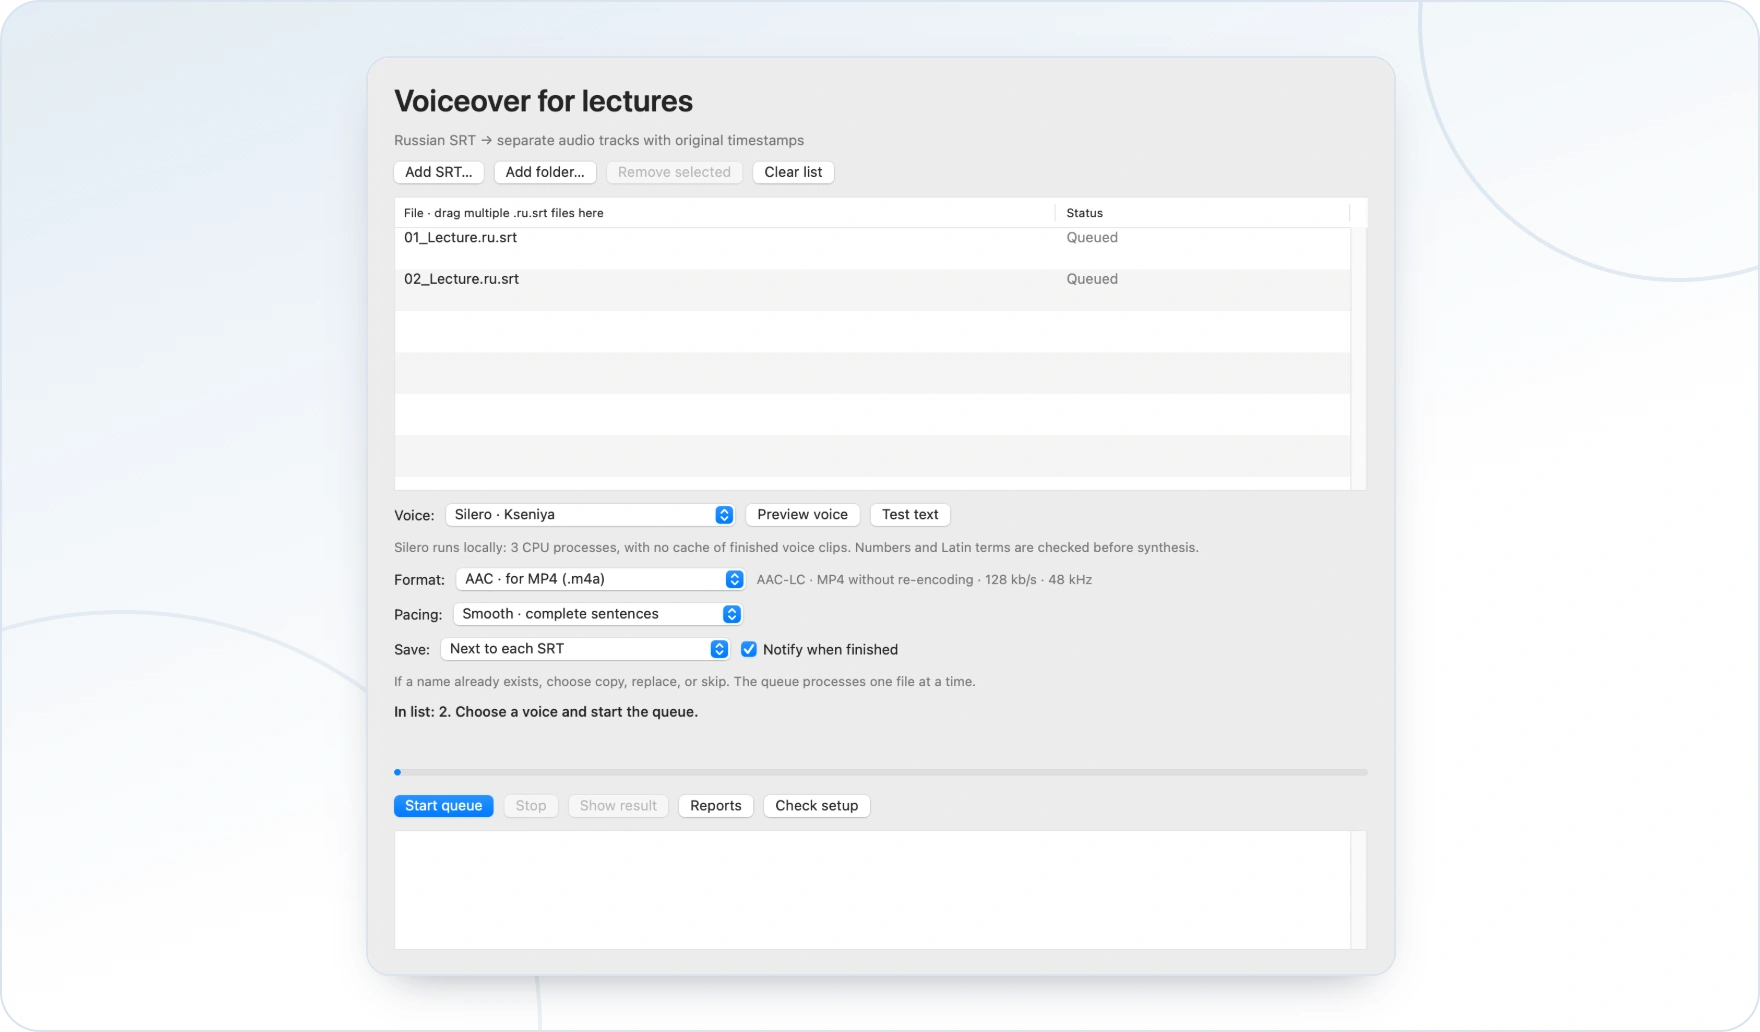 Voiceover for lectures
Russian SRT → separate audio tracks with original timestamps
Add SRT... Add folder... Remove selected Clear list
File · drag multiple .ru.srt files here Status
01_Lecture.ru.srt Queued
02_Lecture.ru.srt Queued
Voice: Silero · Kseniya Preview voice Test text
Silero runs locally: 3 CPU processes, with no cache of finished voice clips. Numbers and Latin terms are checked before synthesis.
Format: AAC · for MP4 (.m4a) AAC-LC · MP4 without re-encoding · 128 kb/s · 48 kHz
Pacing: Smooth · complete sentences
Save: Next to each SRT Notify when finished
If a name already exists, choose copy, replace, or skip. The queue processes one file at a time.
In list: 2. Choose a voice and start the queue.
Start queue Stop Show result Reports Check setup